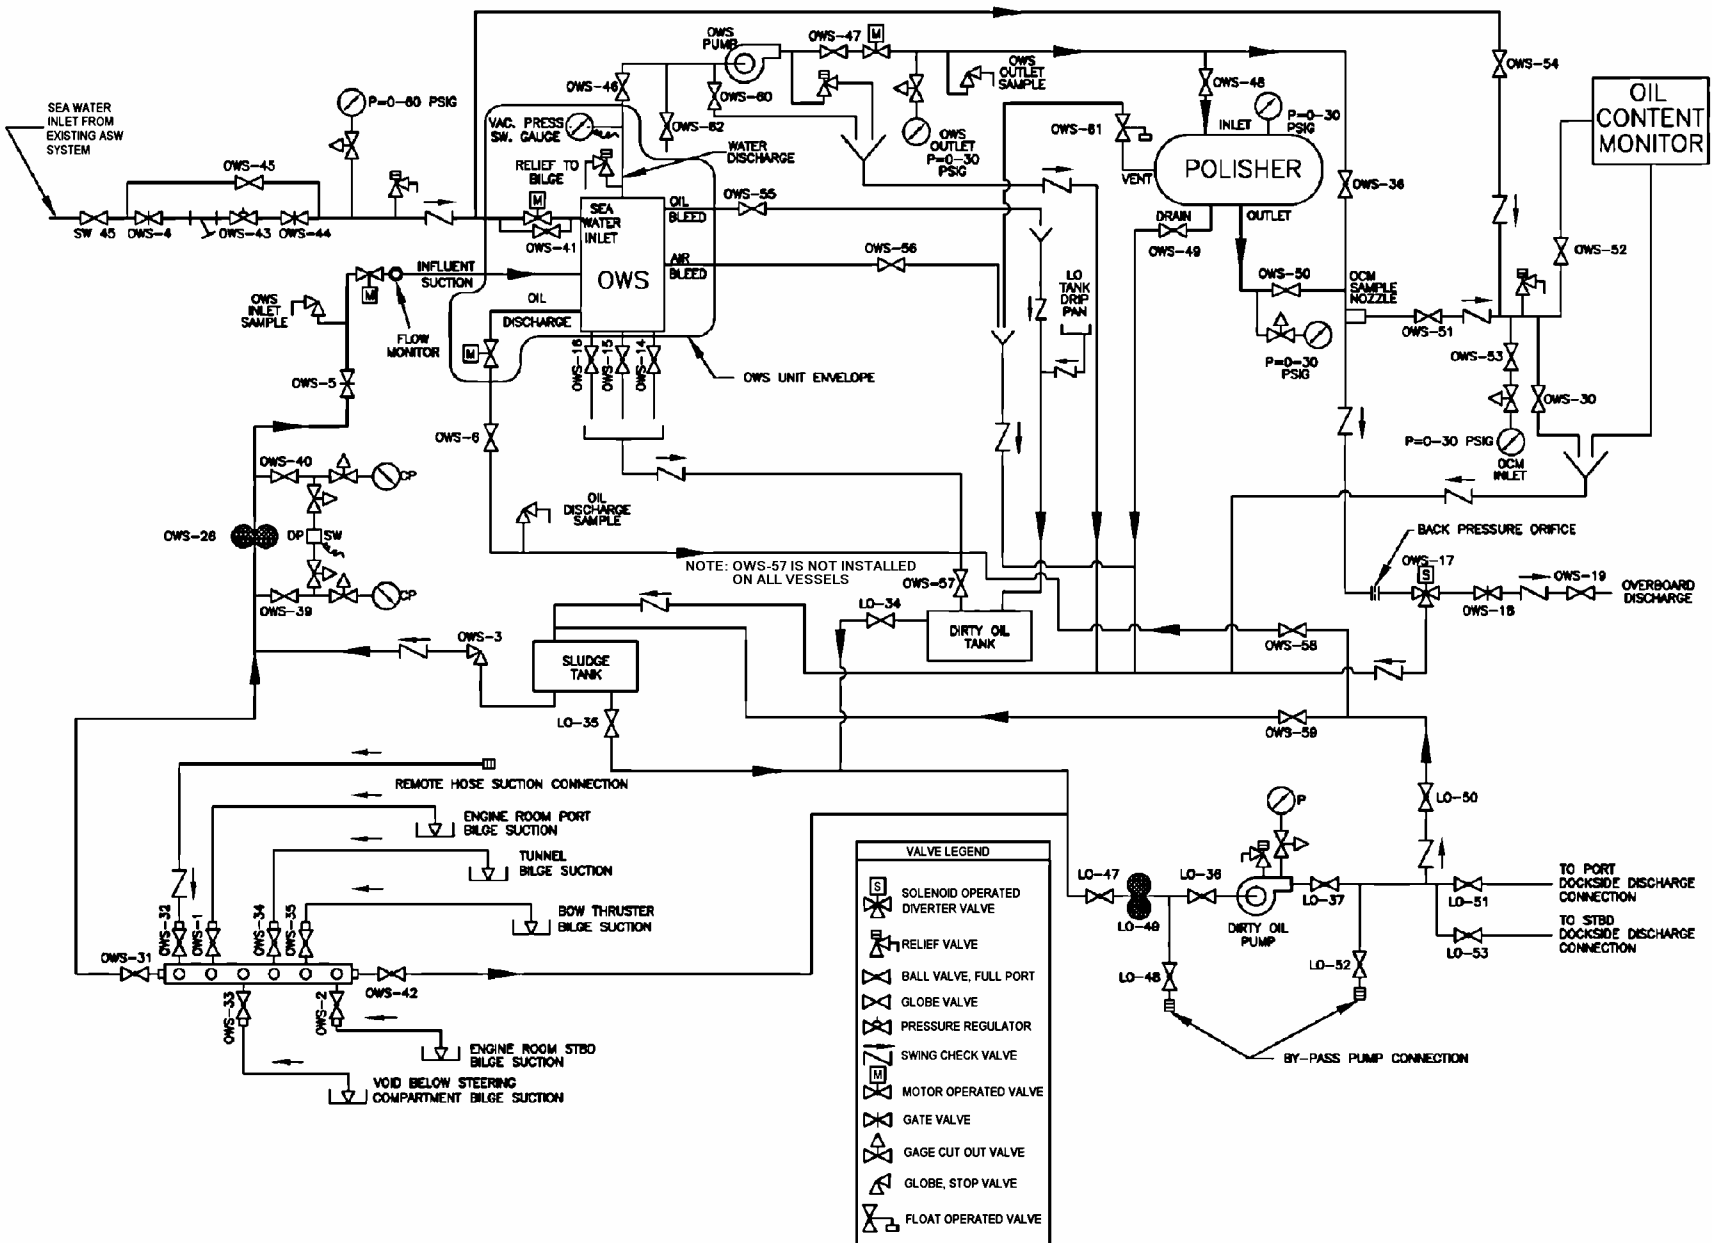 SEA WATER
INLET FROM
EXISTING ASW
SYSTEM
P=0-60 PSIG
OWS-45
SW 45
OWS-4
OWS-43
OWS-44
OWS
PUMP
OWS-47
M
OWS-46
OWS-60
OWS-62
OWS
OUTLET
SAMPLE
OWS
OUTLET
P=0-30
PSIG
OWS-48
OWS-54
OIL
CONTENT
MONITOR
VAC. PRESS
SW. GAUGE
RELIEF TO
BILGE
WATER
DISCHARGE
OWS-61
INLET
P=0-30
PSIG
POLISHER
VENT
OWS-36
M
SEA
WATER
INLET
OWS-41
OIL
BLEED
OWS-55
DRAIN
OWS-49
OUTLET
AIR
BLEED
OWS-56
OWS
OWS-52
INFLUENT
SUCTION
M
FLOW
MONITOR
OWS
INLET
SAMPLE
OIL
DISCHARGE
M
LO
TANK
DRIP
PAN
OWS-50
OCM
SAMPLE
NOZZLE
P=0-30
PSIG
OWS-51
OWS-53
OWS-30
P=0-30 PSIG
OCM
INLET
OWS-5
OWS-16
OWS-15
OWS-14
OWS UNIT ENVELOPE
OWS-6
OWS-40
CP
OWS-26
DP
SW
OWS-39
CP
OIL
DISCHARGE
SAMPLE
NOTE: OWS-57 IS NOT INSTALLED
ON ALL VESSELS
OWS-57
BACK PRESSURE ORIFICE
OWS-17
S
OWS-18
OWS-19
OVERBOARD
DISCHARGE
OWS-3
LO-34
DIRTY OIL
TANK
OWS-58
SLUDGE
TANK
LO-35
OWS-59
REMOTE HOSE SUCTION CONNECTION
ENGINE ROOM PORT
BILGE SUCTION
TUNNEL
BILGE SUCTION
BOW THRUSTER
BILGE SUCTION
OWS-32
OWS-1
OWS-34
OWS-35
OWS-31
OWS-42
OWS-33
OWS-2
ENGINE ROOM STBD
BILGE SUCTION
VOID BELOW STEERING
COMPARTMENT BILGE SUCTION
LO-50
P
LO-47
LO-49
LO-36
DIRTY OIL
PUMP
LO-37
LO-51
TO PORT
DOCKSIDE DISCHARGE
CONNECTION
TO STBD
DOCKSIDE DISCHARGE
CONNECTION
LO-53
LO-48
LO-52
BY-PASS PUMP CONNECTION
VALVE LEGEND
S
SOLENOID OPERATED
DIVERTER VALVE
RELIEF VALVE
BALL VALVE, FULL PORT
GLOBE VALVE
PRESSURE REGULATOR
SWING CHECK VALVE
M
MOTOR OPERATED VALVE
GATE VALVE
GAGE CUT OUT VALVE
GLOBE, STOP VALVE
FLOAT OPERATED VALVE